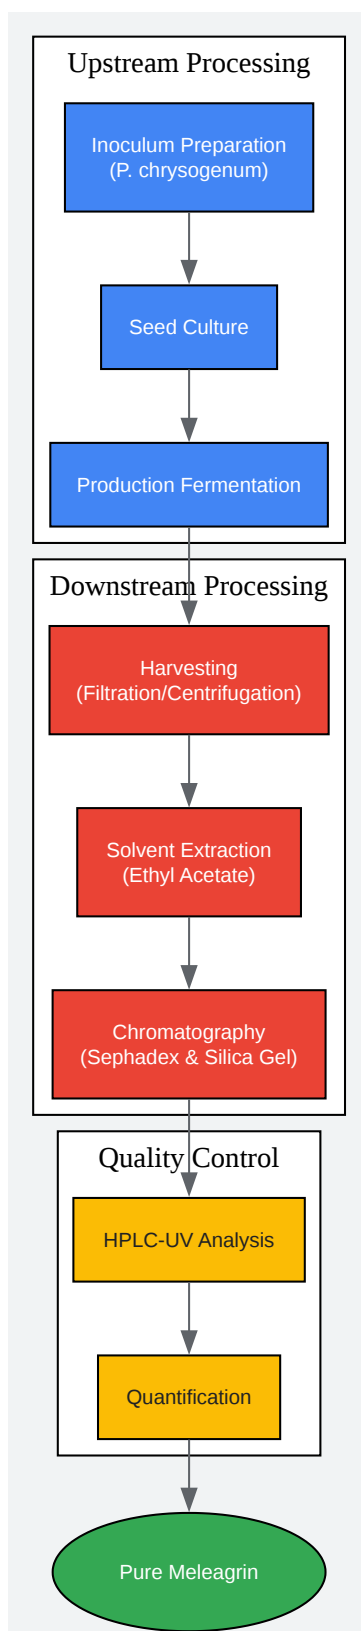 Upstream Processing
Inoculum Preparation
(P. chrysogenum)
Seed Culture
Production Fermentation
Downstream Processing
Harvesting
(Filtration/Centrifugation)
Solvent Extraction
(Ethyl Acetate)
Chromatography
(Sephadex & Silica Gel)
Quality Control
HPLC-UV Analysis
Quantification
Pure Meleagrin